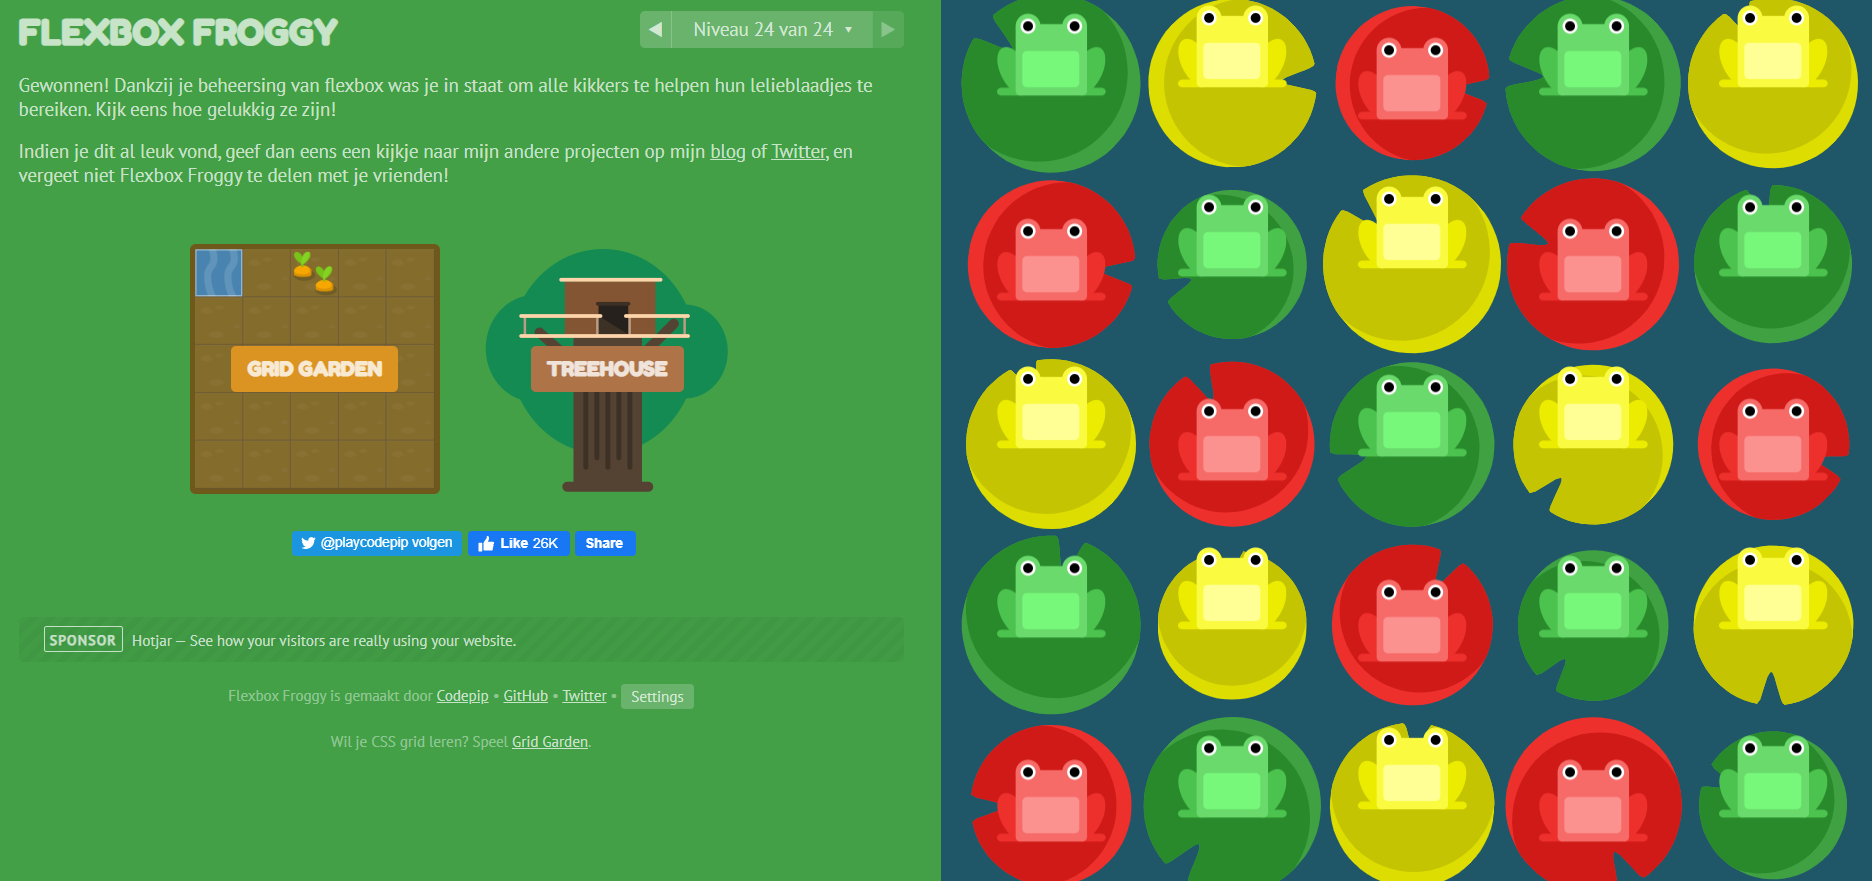 FLEXBOX FROGGY
Niveau 24 van 24
Gewonnen! Dankzij je beheersing van flexbox was je in staat om alle kikkers te helpen hun lelieblaadjes te
bereiken. Kijk eens hoe gelukkig ze zijn!
Indien je dit al leuk vond, geef dan eens een kijkje naar mijn andere projecten op mijn blog of Twitter, en
vergeet niet Flexbox Froggy te delen met je vrienden!
GRID GARDEN
TREEHOUSE
@playcodepip volgen
Like 26K
Share
SPONSOR Hotjar — See how your visitors are really using your website.
Flexbox Froggy is gemaakt door Codepip • GitHub • Twitter • Settings
Wil je CSS grid leren? Speel Grid Garden.